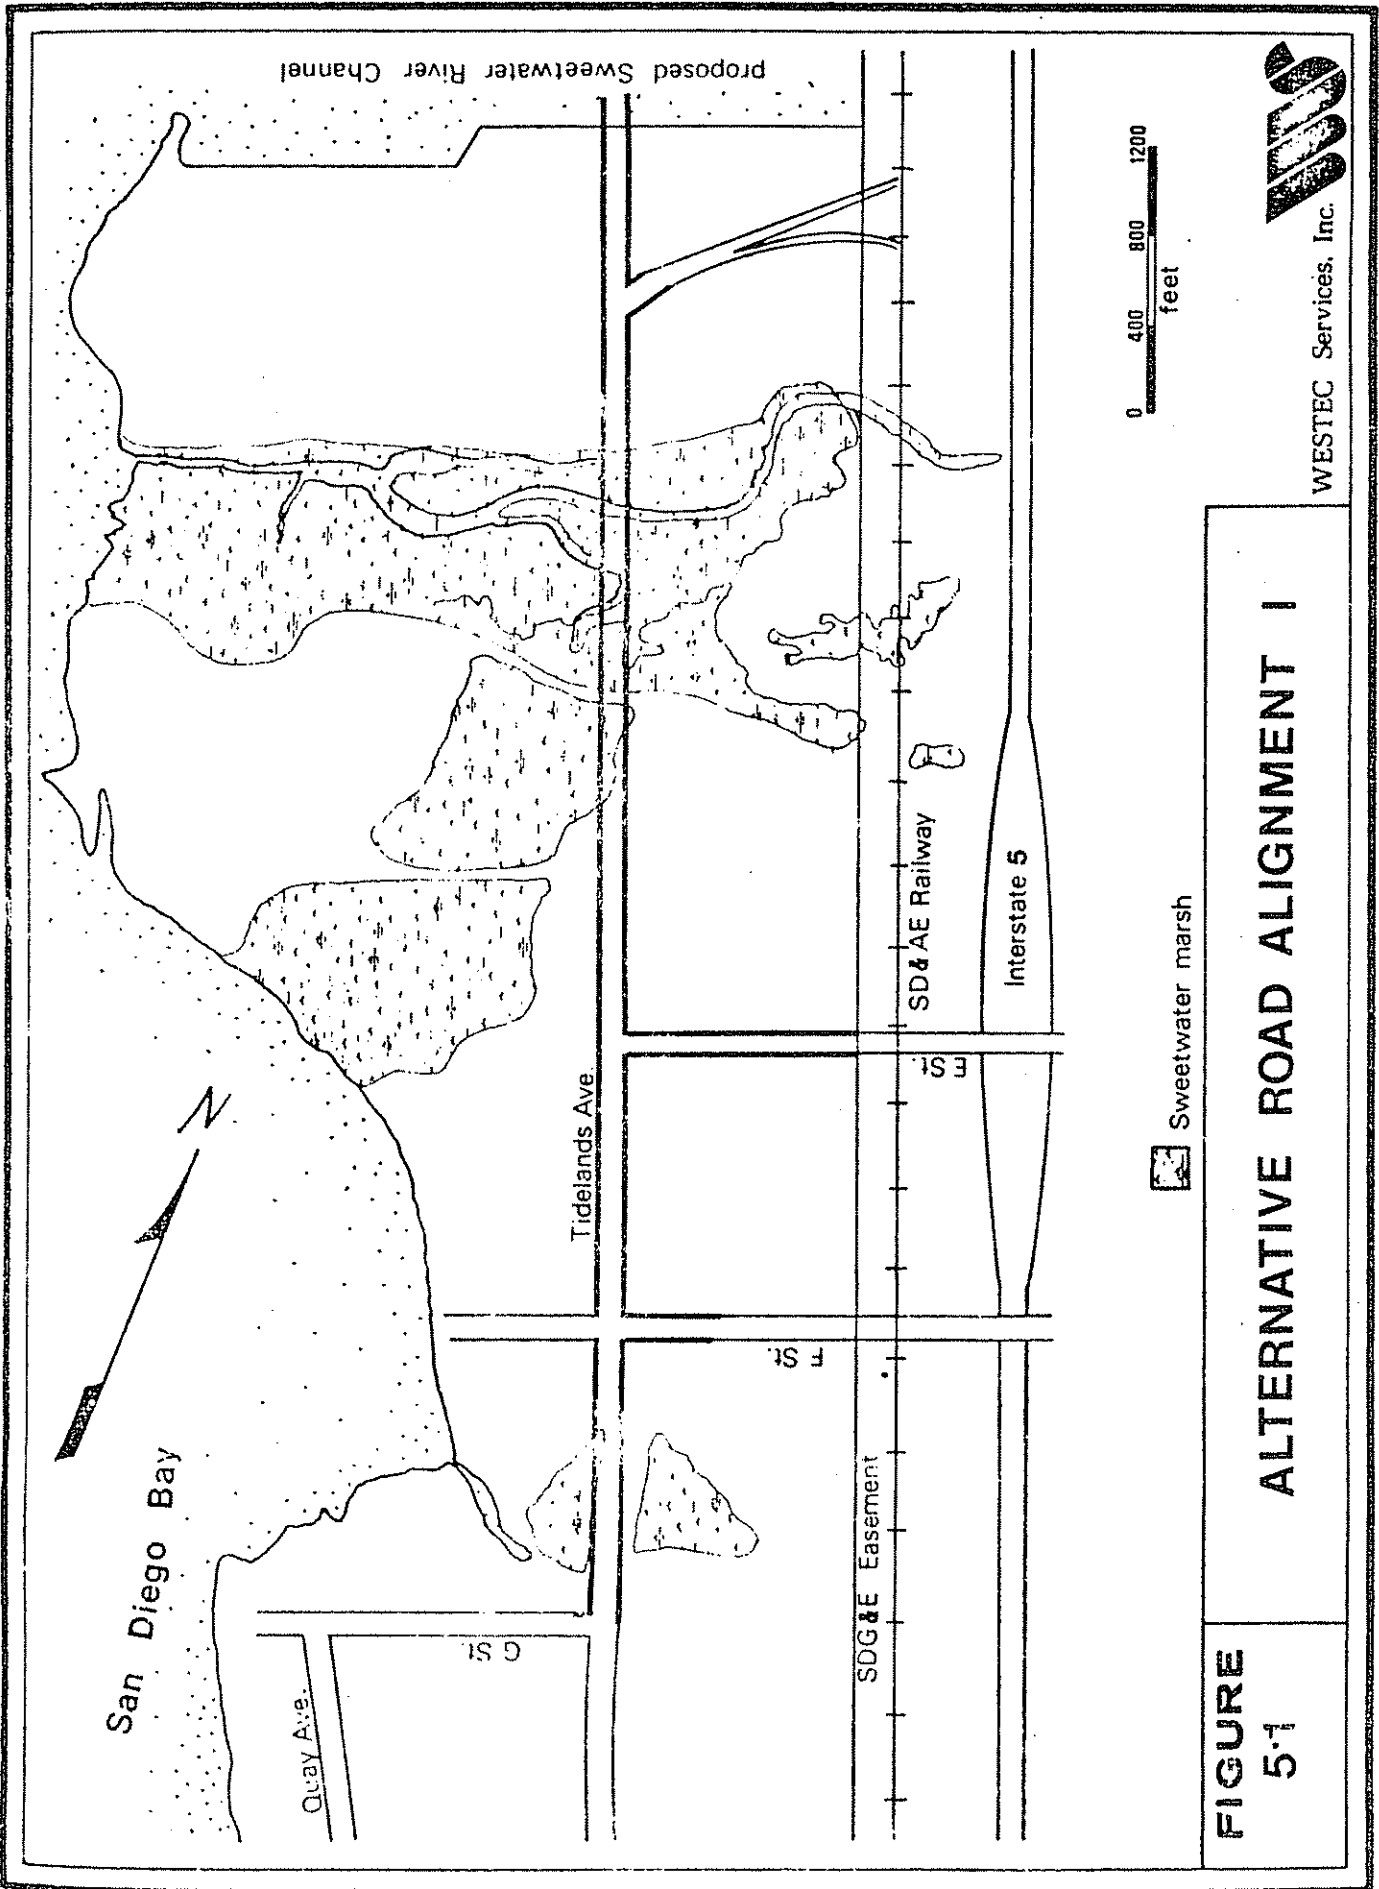 San Diego Bay
N
proposed Sweetwater River Channel
Quay Ave.
G St.
Tidelands Ave.
F St.
E St.
SDG&E Easement
SD&AE Railway
Interstate 5
0 400 800 1200
feet
Sweetwater marsh
FIGURE
5-1
ALTERNATIVE ROAD ALIGNMENT I
WESTEC Services, Inc.